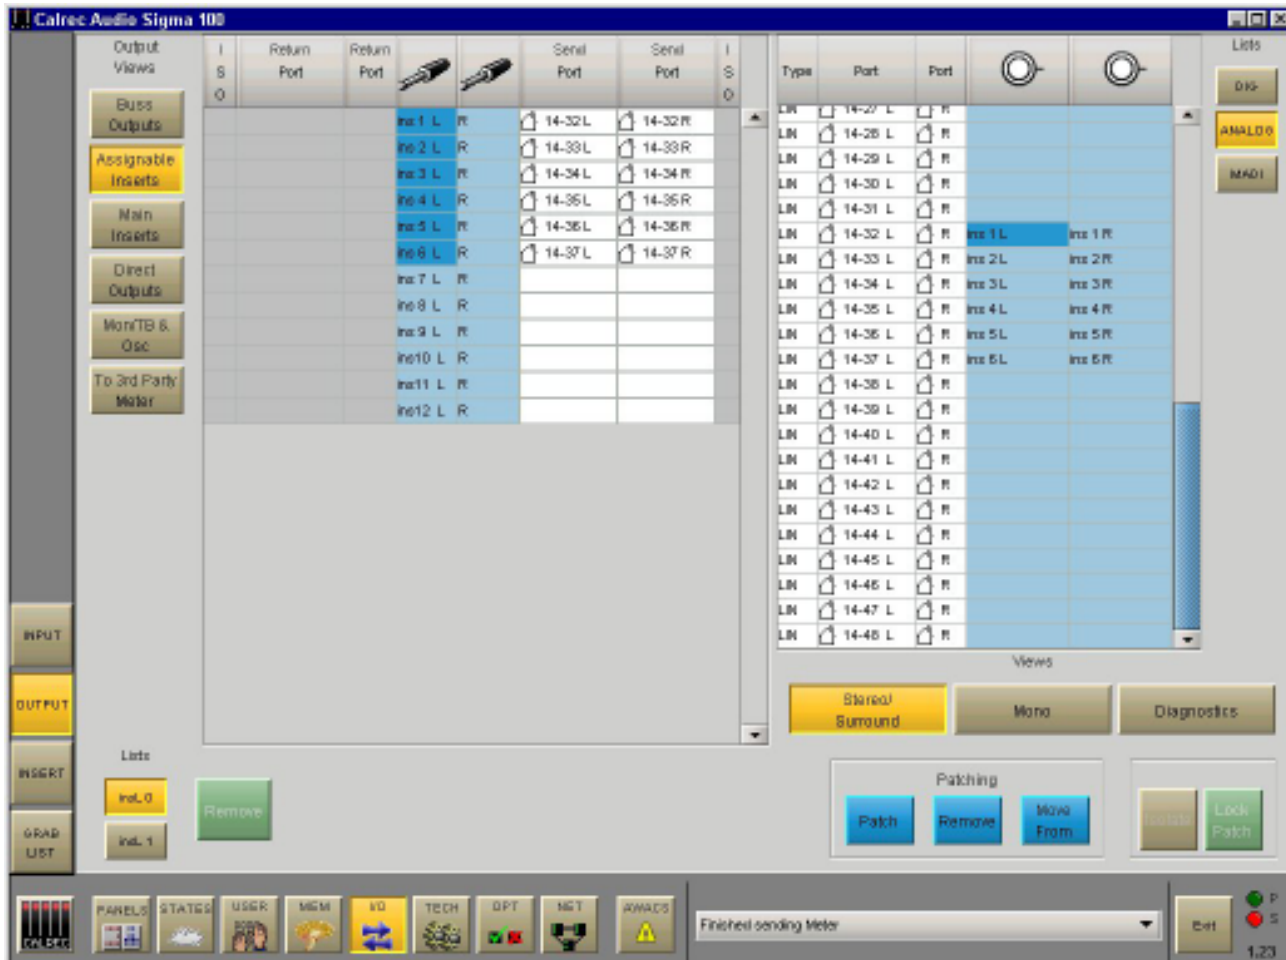 Calrec Audio Sigma 100
Output Views
Buss Outputs
Assignable Inserts
Main Inserts
Direct Outputs
Mon/TB & Osc
To 3rd Party Meter
I S O
Return Port
Return Port
Send Port
Send Port
I S O
ins 1 L R 14-32 L 14-32 R
ins 2 L R 14-33 L 14-33 R
ins 3 L R 14-34 L 14-34 R
ins 4 L R 14-35 L 14-35 R
ins 5 L R 14-36 L 14-36 R
ins 6 L R 14-37 L 14-37 R
ins 7 L R
ins 8 L R
ins 9 L R
ins10 L R
ins11 L R
ins12 L R
Type Port Port
LIN 14-27 L R
LIN 14-28 L R
LIN 14-29 L R
LIN 14-30 L R
LIN 14-31 L R
LIN 14-32 L R ins 1 L ins 1 R
LIN 14-33 L R ins 2 L ins 2 R
LIN 14-34 L R ins 3 L ins 3 R
LIN 14-35 L R ins 4 L ins 4 R
LIN 14-36 L R ins 5 L ins 5 R
LIN 14-37 L R ins 6 L ins 6 R
LIN 14-38 L R
LIN 14-39 L R
LIN 14-40 L R
LIN 14-41 L R
LIN 14-42 L R
LIN 14-43 L R
LIN 14-44 L R
LIN 14-45 L R
LIN 14-46 L R
LIN 14-47 L R
LIN 14-48 L R
Lists
DIG
ANALOG
MADI
Views
Stereo/ Surround
Mono
Diagnostics
INPUT
OUTPUT
INSERT
GRAB LIST
Lists
insL 0
insL 1
Remove
Patching
Patch
Remove
Move From
Isolate
Lock Patch
CALREC
PANELS
STATES
USER
MEM
I/O
TECH
OPT
NET
AWACS
Finished sending Meter
Exit
P
S
1.23